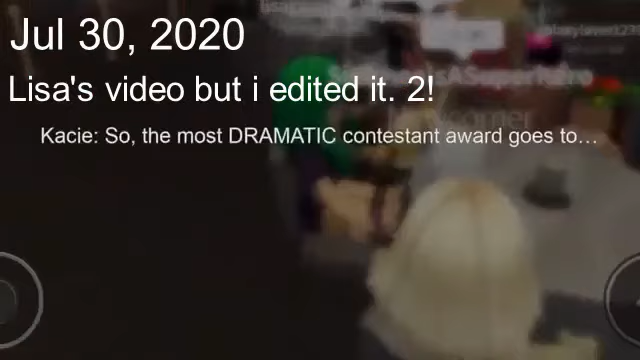 Jul 30, 2020
Lisa's video but i edited it. 2!
Kacie: So, the most DRAMATIC contestant award goes to…